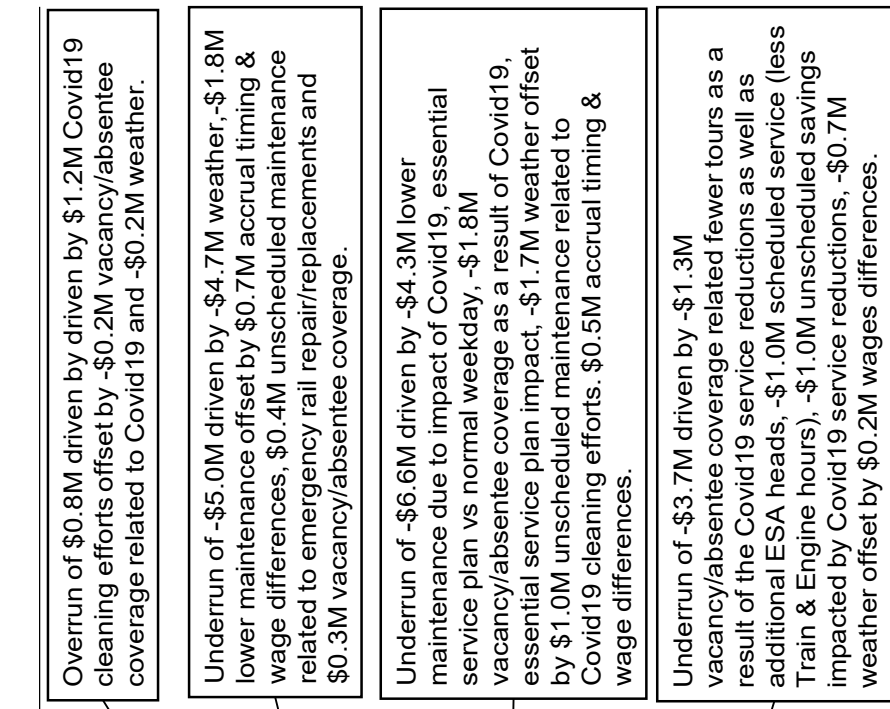 Overrun of $0.8M driven by driven by $1.2M Covid19
cleaning efforts offset by -$0.2M vacancy/absentee
coverage related to Covid19 and -$0.2M weather.
Underrun of -$5.0M driven by -$4.7M weather,-$1.8M
lower maintenance offset by $0.7M accrual timing &
wage differences, $0.4M unscheduled maintenance
related to emergency rail repair/replacements and
$0.3M vacancy/absentee coverage.
Underrun of -$6.6M driven by -$4.3M lower
maintenance due to impact of Covid19, essential
service plan vs normal weekday, -$1.8M
vacancy/absentee coverage as a result of Covid19,
essential service plan impact, -$1.7M weather offset
by $1.0M unscheduled maintenance related to
Covid19 cleaning efforts. $0.5M accrual timing &
wage differences.
Underrun of -$3.7M driven by -$1.3M
vacancy/absentee coverage related fewer tours as a
result of the Covid19 service reductions as well as
additional ESA heads, -$1.0M scheduled service (less
Train & Engine hours), -$1.0M unscheduled savings
impacted by Covid19 service reductions, -$0.7M
weather offset by $0.2M wages differences.